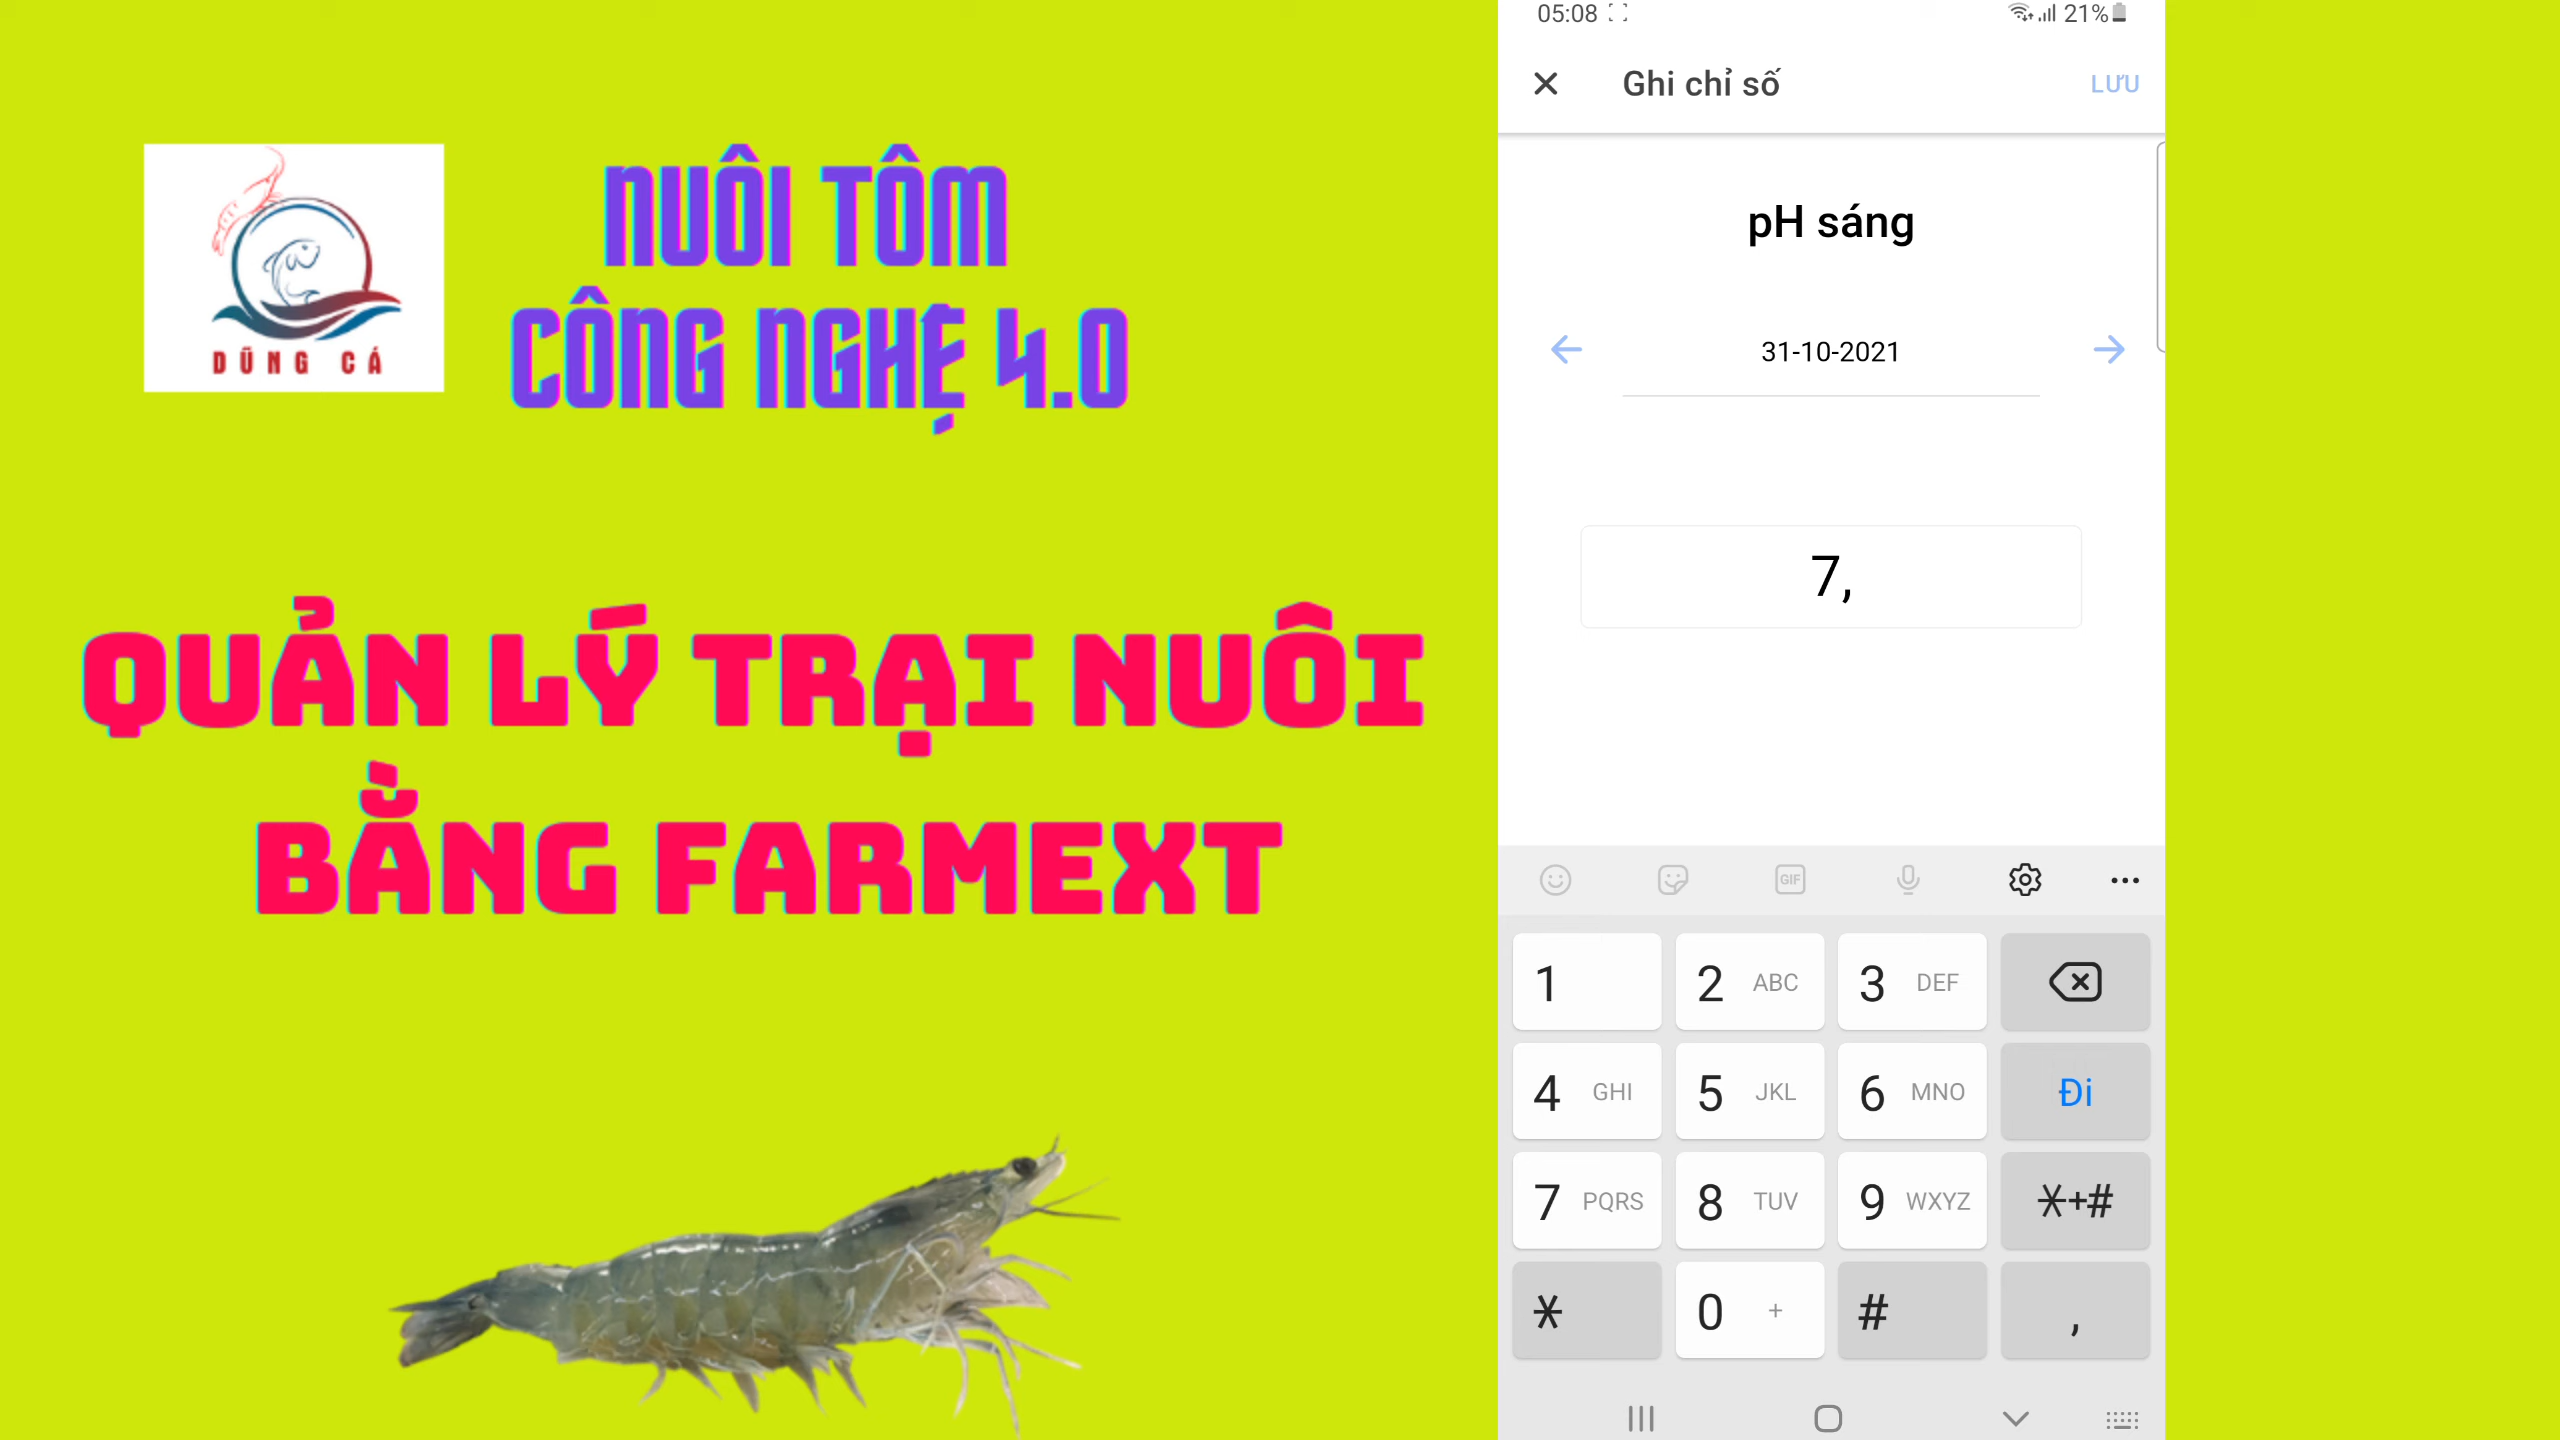 DŨNG CÁ
NUÔI TÔM
CÔNG NGHỆ 4.0
QUẢN LÝ TRẠI NUÔI
BẰNG FARMEXT
05:08
21%
Ghi chỉ số
LƯU
pH sáng
31-10-2021
7,
GIF
1
2 ABC
3 DEF
4 GHI
5 JKL
6 MNO
Đi
7 PQRS
8 TUV
9 WXYZ
*+#
*
0 +
#
,